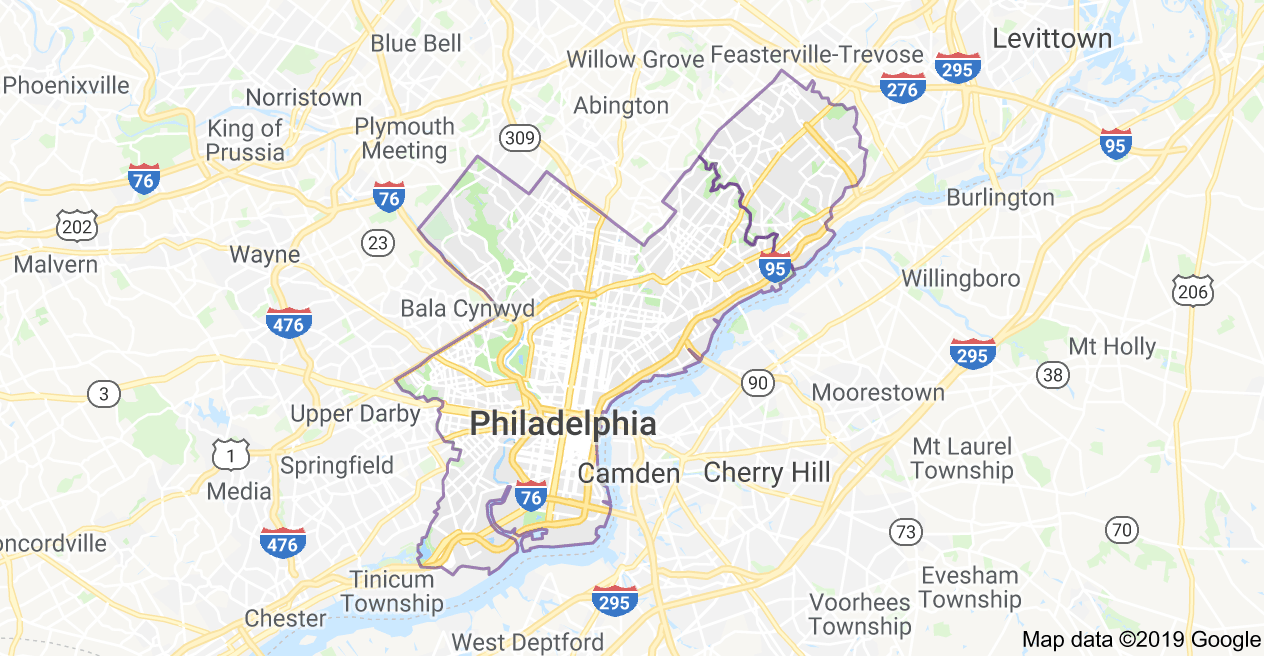 Blue Bell
Willow Grove
Feasterville-Trevose
Levittown
295
276
Phoenixville
Norristown
Abington
King of
Prussia
Plymouth
Meeting
309
95
76
76
202
Burlington
23
Malvern
Wayne
95
Willingboro
206
Bala Cynwyd
476
295
Mt Holly
38
3
90
Moorestown
Upper Darby
Philadelphia
1
Springfield
Media
Camden
Cherry Hill
Mt Laurel
Township
76
oncordville
476
73
70
Tinicum
Township
Evesham
Township
295
Chester
Voorhees
Township
West Deptford
Map data ©2019 Google